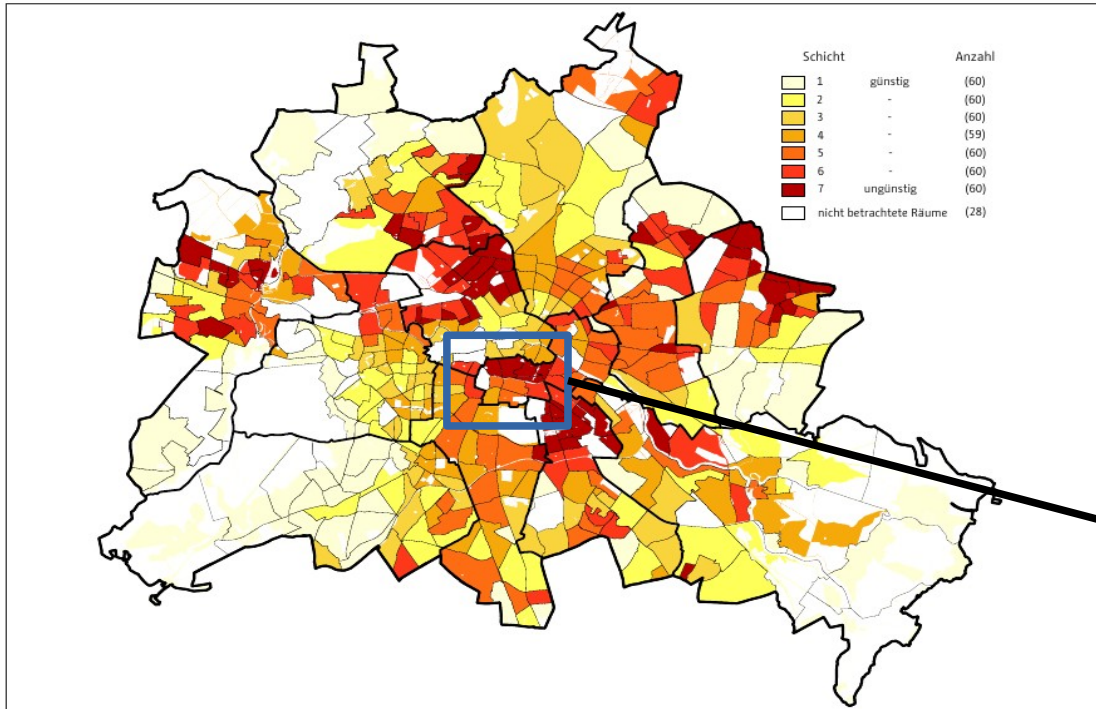 Schicht Anzahl
1 günstig (60)
2 - (60)
3 - (60)
4 - (59)
5 - (60)
6 - (60)
7 ungünstig (60)
nicht betrachtete Räume (28)